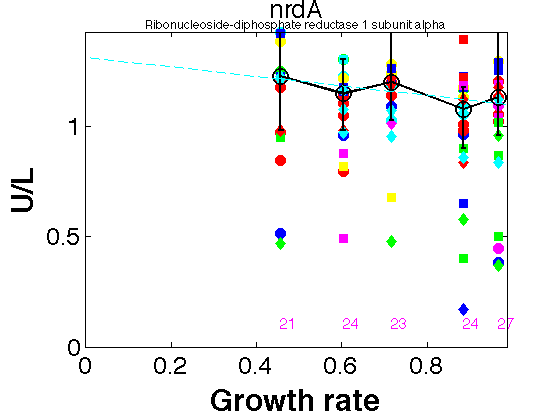 nrdA
Ribonucleoside-diphosphate reductase 1 subunit alpha
1
0.5
0
U/L
21 24 23 24 27
0 0.2 0.4 0.6 0.8
Growth rate